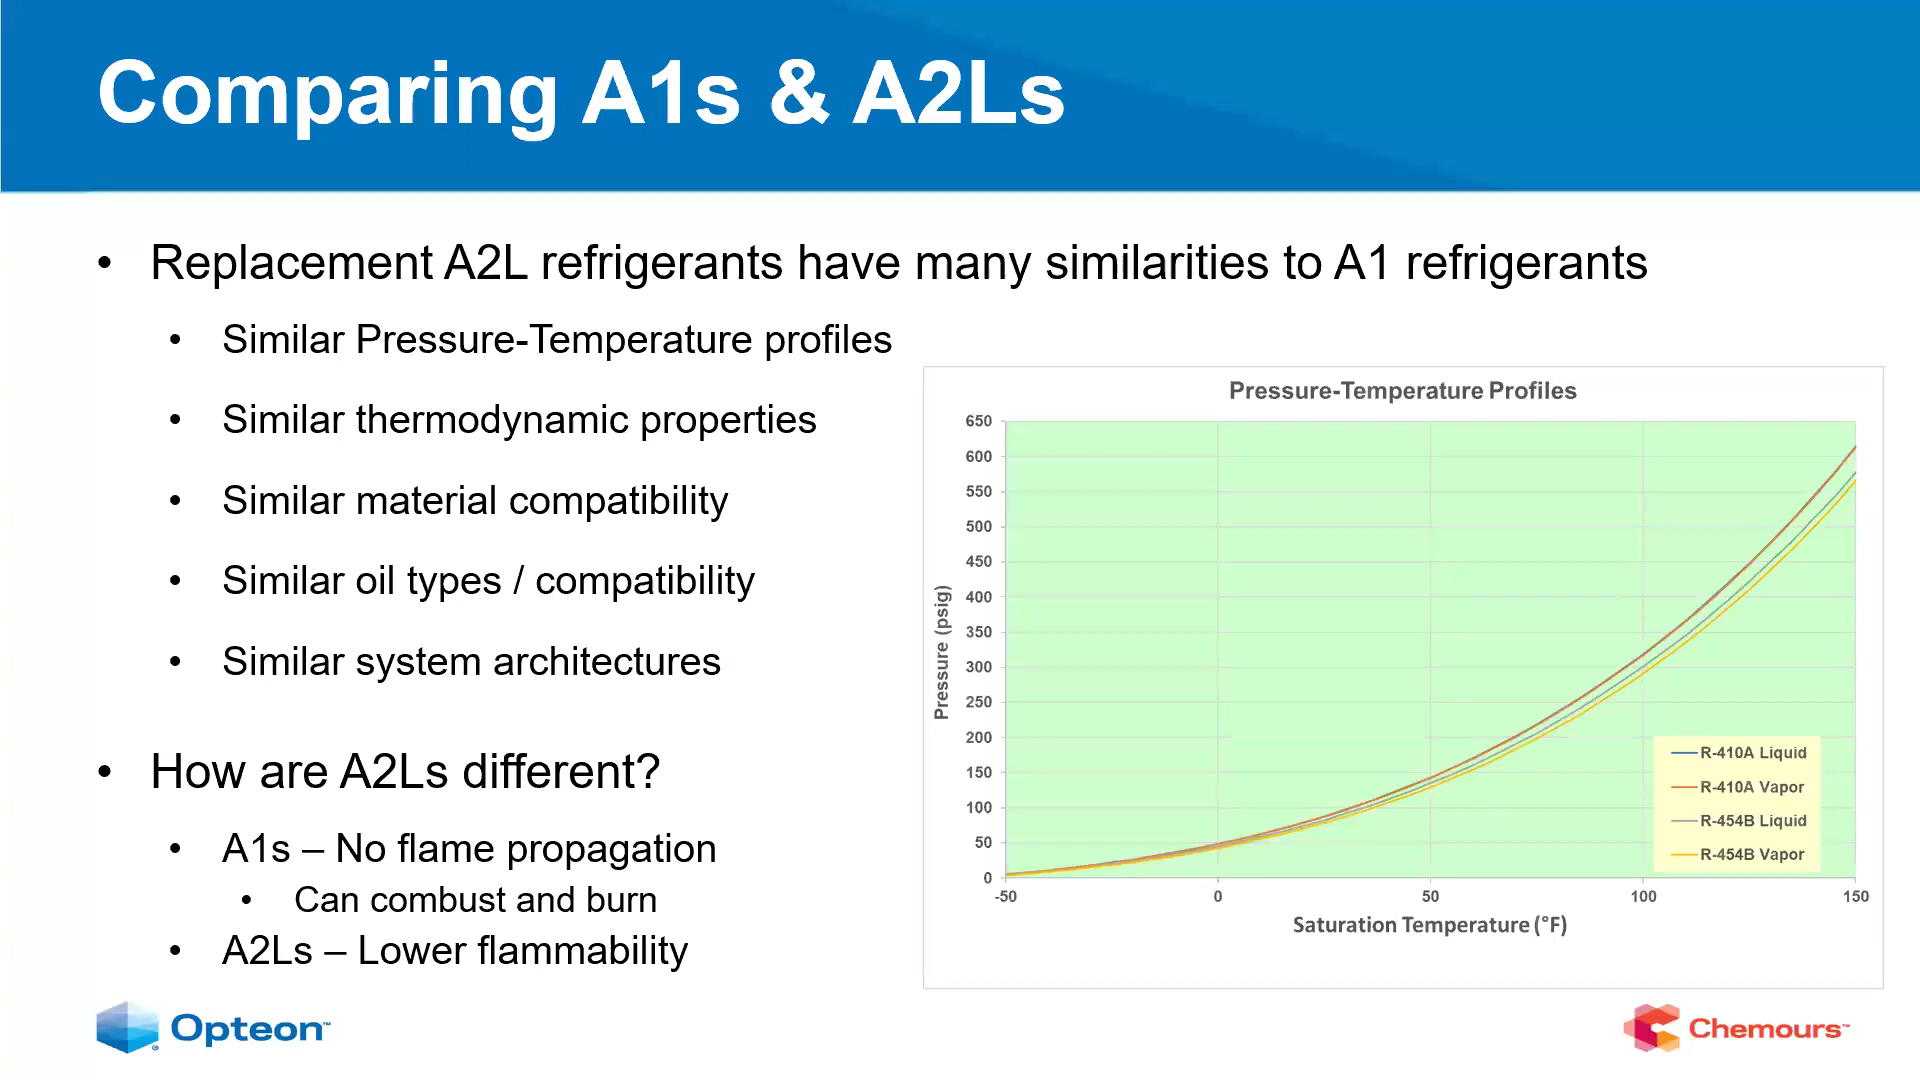 Comparing A1s & A2Ls
• Replacement A2L refrigerants have many similarities to A1 refrigerants
• Similar Pressure-Temperature profiles
• Similar thermodynamic properties
• Similar material compatibility
• Similar oil types / compatibility
• Similar system architectures
• How are A2Ls different?
• A1s – No flame propagation
• Can combust and burn
• A2Ls – Lower flammability
Pressure-Temperature Profiles
650
600
550
500
450
400
350
300
250
200
150
100
50
0
Pressure (psig)
-50 0 50 100 150
Saturation Temperature (°F)
R-410A Liquid
R-410A Vapor
R-454B Liquid
R-454B Vapor
Opteon™
Chemours™